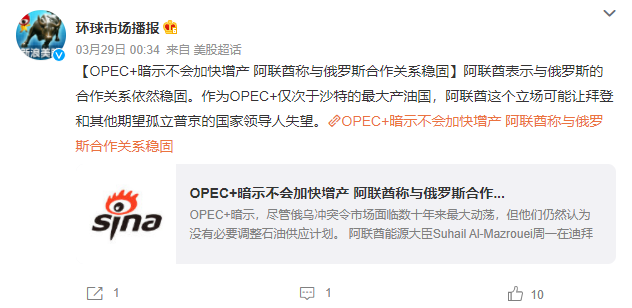 环球市场播报
03月29日 00:34 来自 美股超话
【OPEC+暗示不会加快增产 阿联酋称与俄罗斯合作关系稳固】阿联酋表示与俄罗斯的
合作关系依然稳固。作为OPEC+仅次于沙特的最大产油国，阿联酋这个立场可能让拜登
和其他期望孤立普京的国家领导人失望。OPEC+暗示不会加快增产 阿联酋称与俄罗
斯合作关系稳固
sina
OPEC+暗示不会加快增产 阿联酋称与俄罗斯合作...
OPEC+暗示，尽管俄乌冲突令市场面临数十年来最大动荡，但他们仍然认为
没有必要调整石油供应计划。 阿联酋能源大臣Suhail Al-Mazrouei周一在迪拜
1
1
10